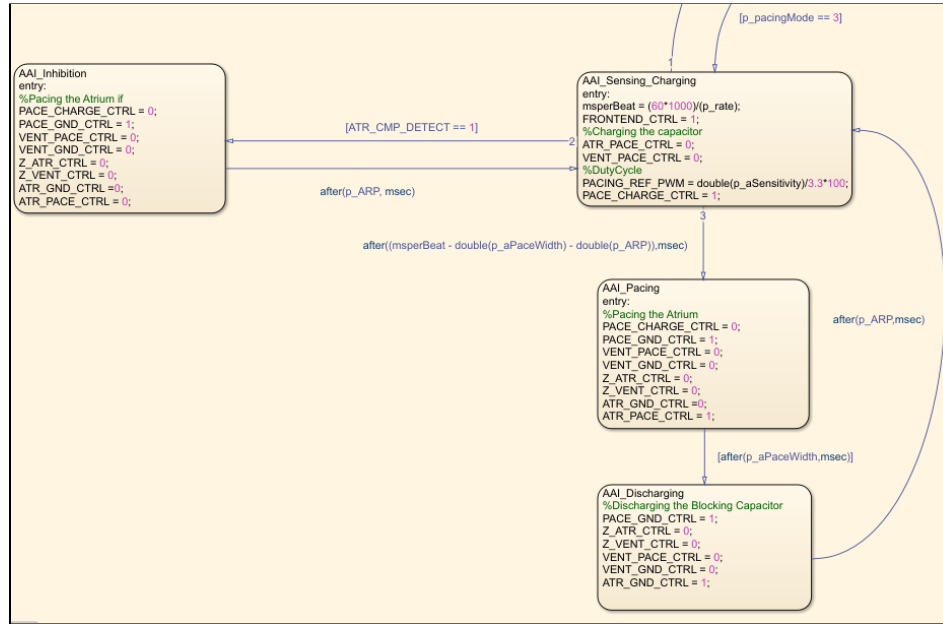 [p_pacingMode == 3]
1
AAI_Inhibition
entry:
%Pacing the Atrium if
PACE_CHARGE_CTRL = 0;
PACE_GND_CTRL = 1;
VENT_PACE_CTRL = 0;
VENT_GND_CTRL = 0;
Z_ATR_CTRL = 0;
Z_VENT_CTRL = 0;
ATR_GND_CTRL =0;
ATR_PACE_CTRL = 0;
[ATR_CMP_DETECT == 1]
2
after(p_ARP, msec)
AAI_Sensing_Charging
entry:
msperBeat = (60*1000)/(p_rate);
FRONTEND_CTRL = 1;
%Charging the capacitor
ATR_PACE_CTRL = 0;
VENT_PACE_CTRL = 0;
%DutyCycle
PACING_REF_PWM = double(p_aSensitivity)/3.3*100;
PACE_CHARGE_CTRL = 1;
3
after((msperBeat - double(p_aPaceWidth) - double(p_ARP)),msec)
AAI_Pacing
entry:
%Pacing the Atrium
PACE_CHARGE_CTRL = 0;
PACE_GND_CTRL = 1;
VENT_PACE_CTRL = 0;
VENT_GND_CTRL = 0;
Z_ATR_CTRL = 0;
Z_VENT_CTRL = 0;
ATR_GND_CTRL =0;
ATR_PACE_CTRL = 1;
after(p_ARP,msec)
[after(p_aPaceWidth,msec)]
AAI_Discharging
%Discharging the Blocking Capacitor
PACE_GND_CTRL = 1;
Z_ATR_CTRL = 0;
Z_VENT_CTRL = 0;
VENT_PACE_CTRL = 0;
VENT_GND_CTRL = 0;
ATR_GND_CTRL = 1;